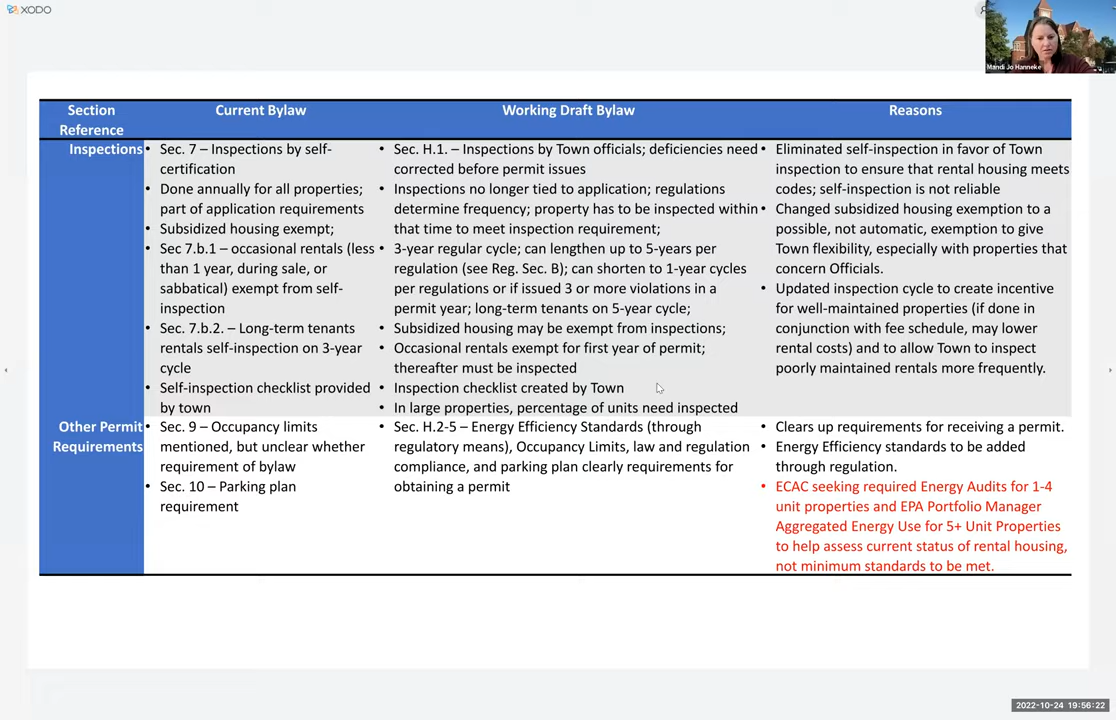 XODO
Mandi Jo Hanneke
Section
Reference
Current Bylaw
Working Draft Bylaw
Reasons
Inspections
• Sec. 7 – Inspections by self-
certification
• Done annually for all properties;
part of application requirements
• Subsidized housing exempt;
• Sec 7.b.1 – occasional rentals (less
than 1 year, during sale, or
sabbatical) exempt from self-
inspection
• Sec. 7.b.2. – Long-term tenants
rentals self-inspection on 3-year
cycle
• Self-inspection checklist provided
by town
• Sec. H.1. – Inspections by Town officials; deficiencies need
corrected before permit issues
• Inspections no longer tied to application; regulations
determine frequency; property has to be inspected within
that time to meet inspection requirement;
• 3-year regular cycle; can lengthen up to 5-years per
regulation (see Reg. Sec. B); can shorten to 1-year cycles
per regulations or if issued 3 or more violations in a
permit year; long-term tenants on 5-year cycle;
• Subsidized housing may be exempt from inspections;
• Occasional rentals exempt for first year of permit;
thereafter must be inspected
• Inspection checklist created by Town
• In large properties, percentage of units need inspected
• Eliminated self-inspection in favor of Town
inspection to ensure that rental housing meets
codes; self-inspection is not reliable
• Changed subsidized housing exemption to a
possible, not automatic, exemption to give
Town flexibility, especially with properties that
concern Officials.
• Updated inspection cycle to create incentive
for well-maintained properties (if done in
conjunction with fee schedule, may lower
rental costs) and to allow Town to inspect
poorly maintained rentals more frequently.
Other Permit
Requirements
• Sec. 9 – Occupancy limits
mentioned, but unclear whether
requirement of bylaw
• Sec. 10 – Parking plan
requirement
• Sec. H.2-5 – Energy Efficiency Standards (through
regulatory means), Occupancy Limits, law and regulation
compliance, and parking plan clearly requirements for
obtaining a permit
• Clears up requirements for receiving a permit.
• Energy Efficiency standards to be added
through regulation.
• ECAC seeking required Energy Audits for 1-4
unit properties and EPA Portfolio Manager
Aggregated Energy Use for 5+ Unit Properties
to help assess current status of rental housing,
not minimum standards to be met.
2022-10-24 19:56:22